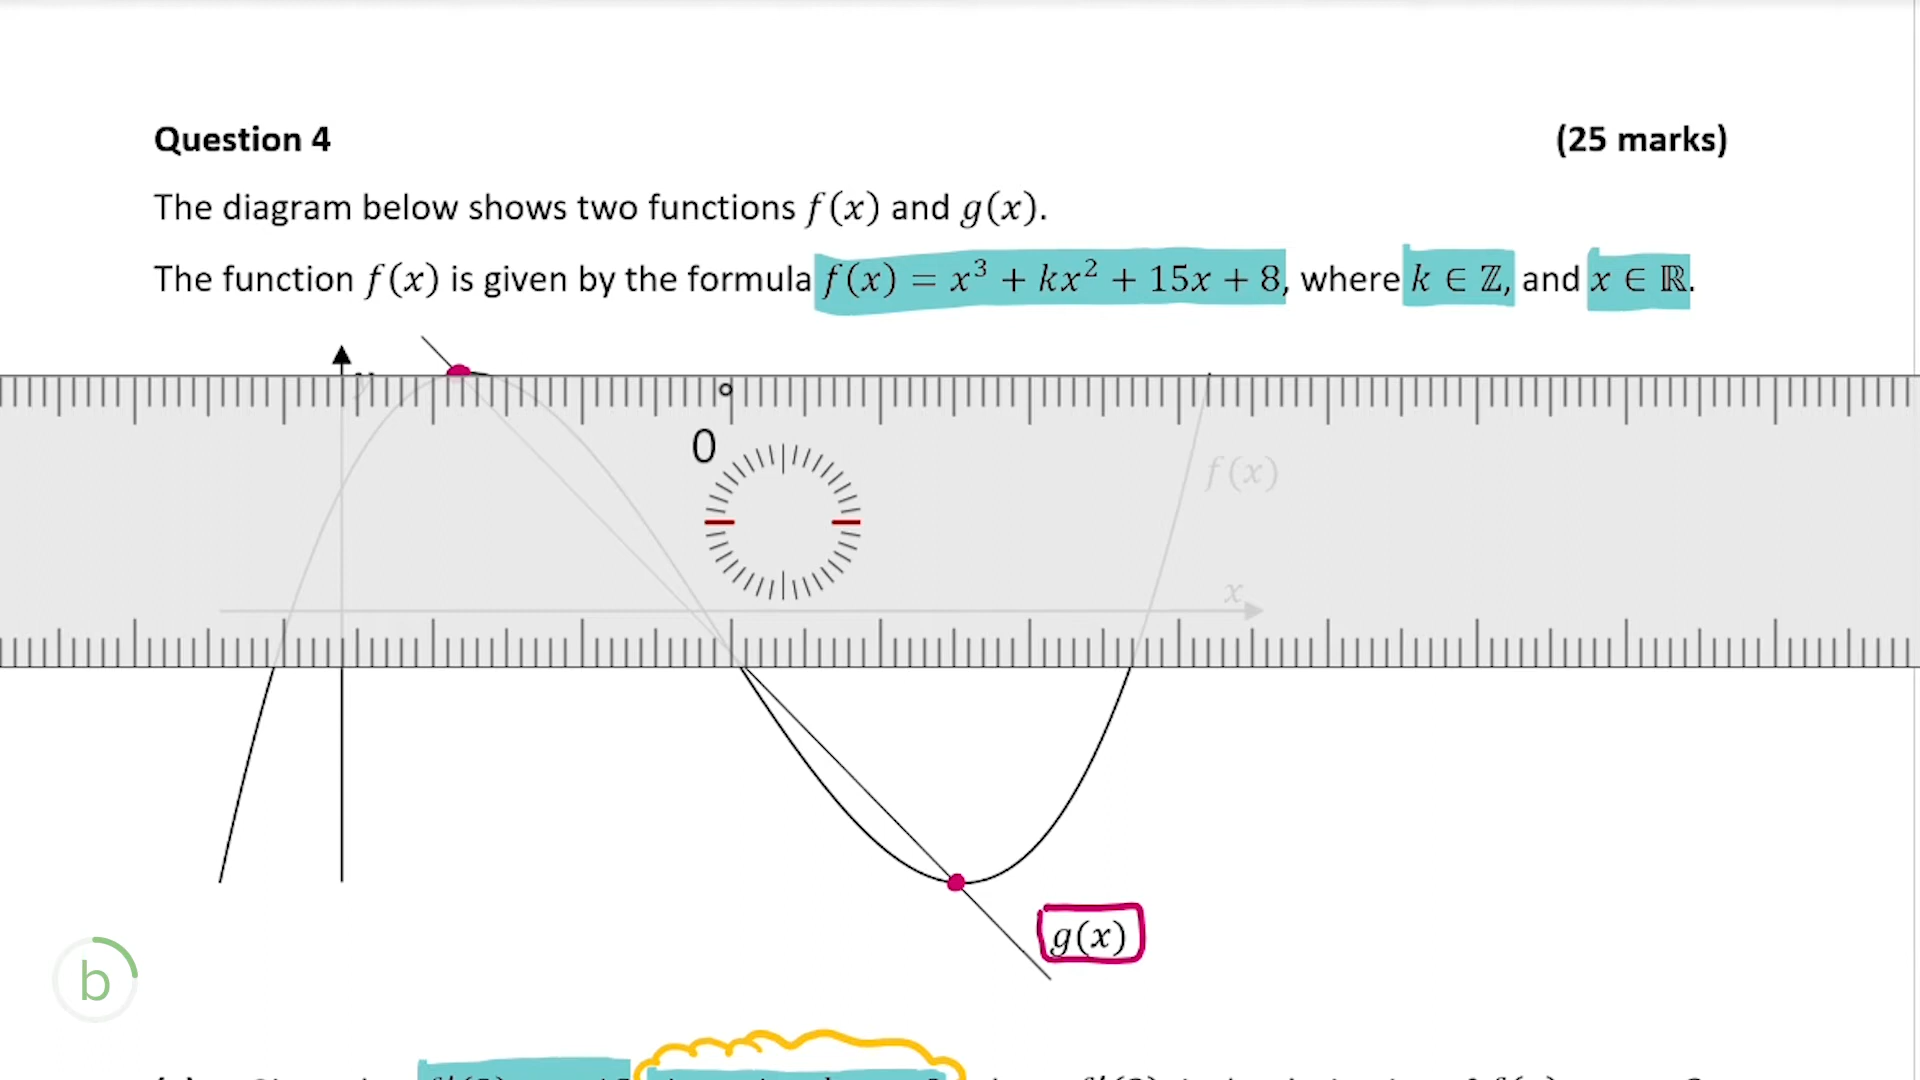 Question 4 (25 marks)
The diagram below shows two functions f(x) and g(x).
The function f(x) is given by the formula f(x) = x³ + kx² + 15x + 8, where k ∈ ℤ, and x ∈ ℝ.
0
f(x)
x
g(x)
b